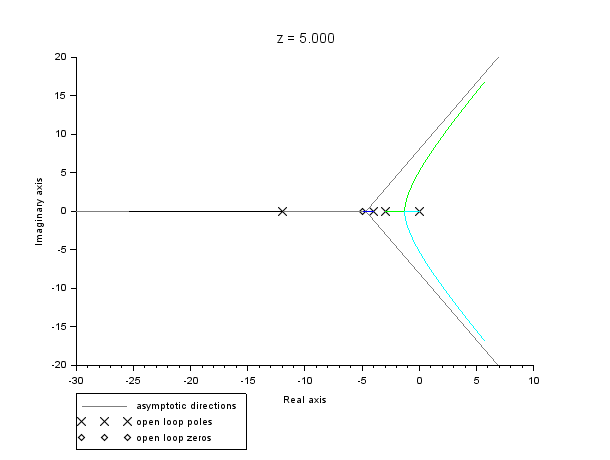 z = 5.000
20
15
10
5
0
-5
-10
-15
-20
Imaginary axis
-30 -25 -20 -15 -10 -5 0 5 10
Real axis
asymptotic directions
open loop poles
open loop zeros